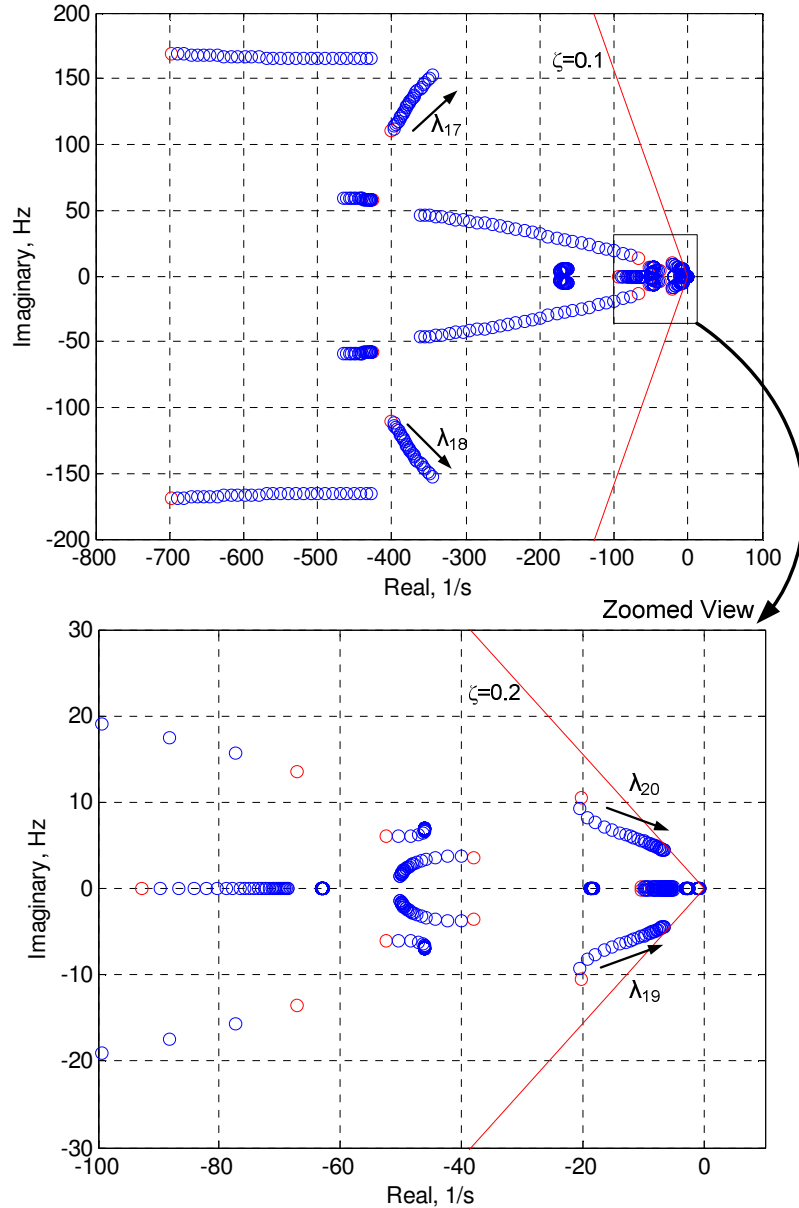 200
150
100
50
0
-50
-100
-150
-200
Imaginary, Hz
ζ=0.1
λ17
λ18
-800 -700 -600 -500 -400 -300 -200 -100 0 100
Real, 1/s
Zoomed View
30
20
10
0
-10
-20
-30
Imaginary, Hz
ζ=0.2
λ20
λ19
-100 -80 -60 -40 -20 0
Real, 1/s